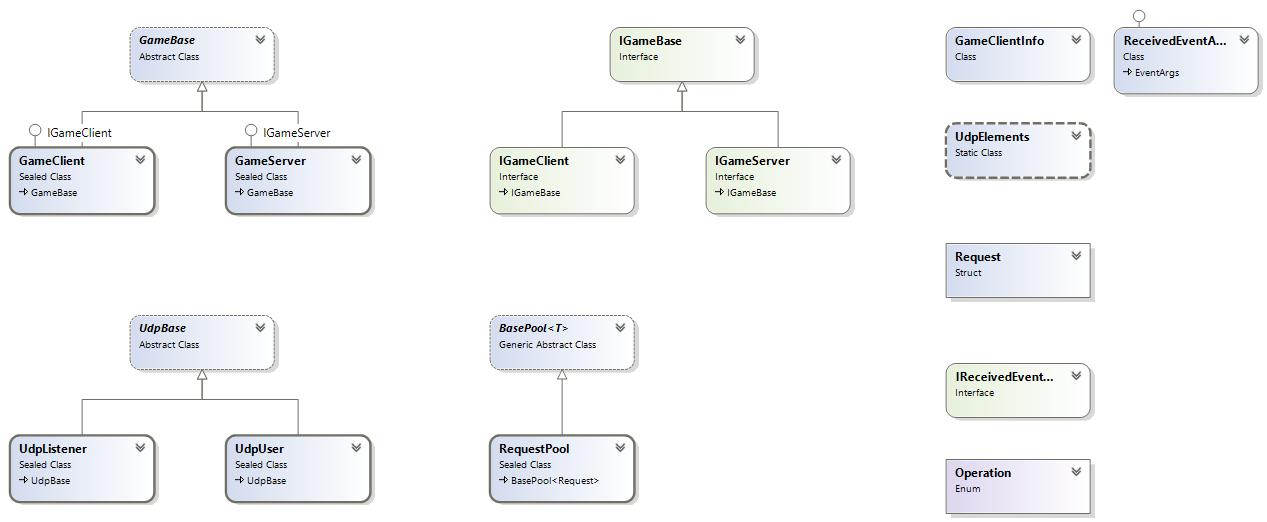 GameBase
Abstract Class
IGameBase
Interface
GameClientInfo
Class
ReceivedEventA...
Class
EventArgs
IGameClient
IGameServer
UdpElements
Static Class
GameClient
Sealed Class
GameBase
GameServer
Sealed Class
GameBase
IGameClient
Interface
IGameBase
IGameServer
Interface
IGameBase
Request
Struct
UdpBase
Abstract Class
BasePool<T>
Generic Abstract Class
IReceivedEvent...
Interface
UdpListener
Sealed Class
UdpBase
UdpUser
Sealed Class
UdpBase
RequestPool
Sealed Class
BasePool<Request>
Operation
Enum